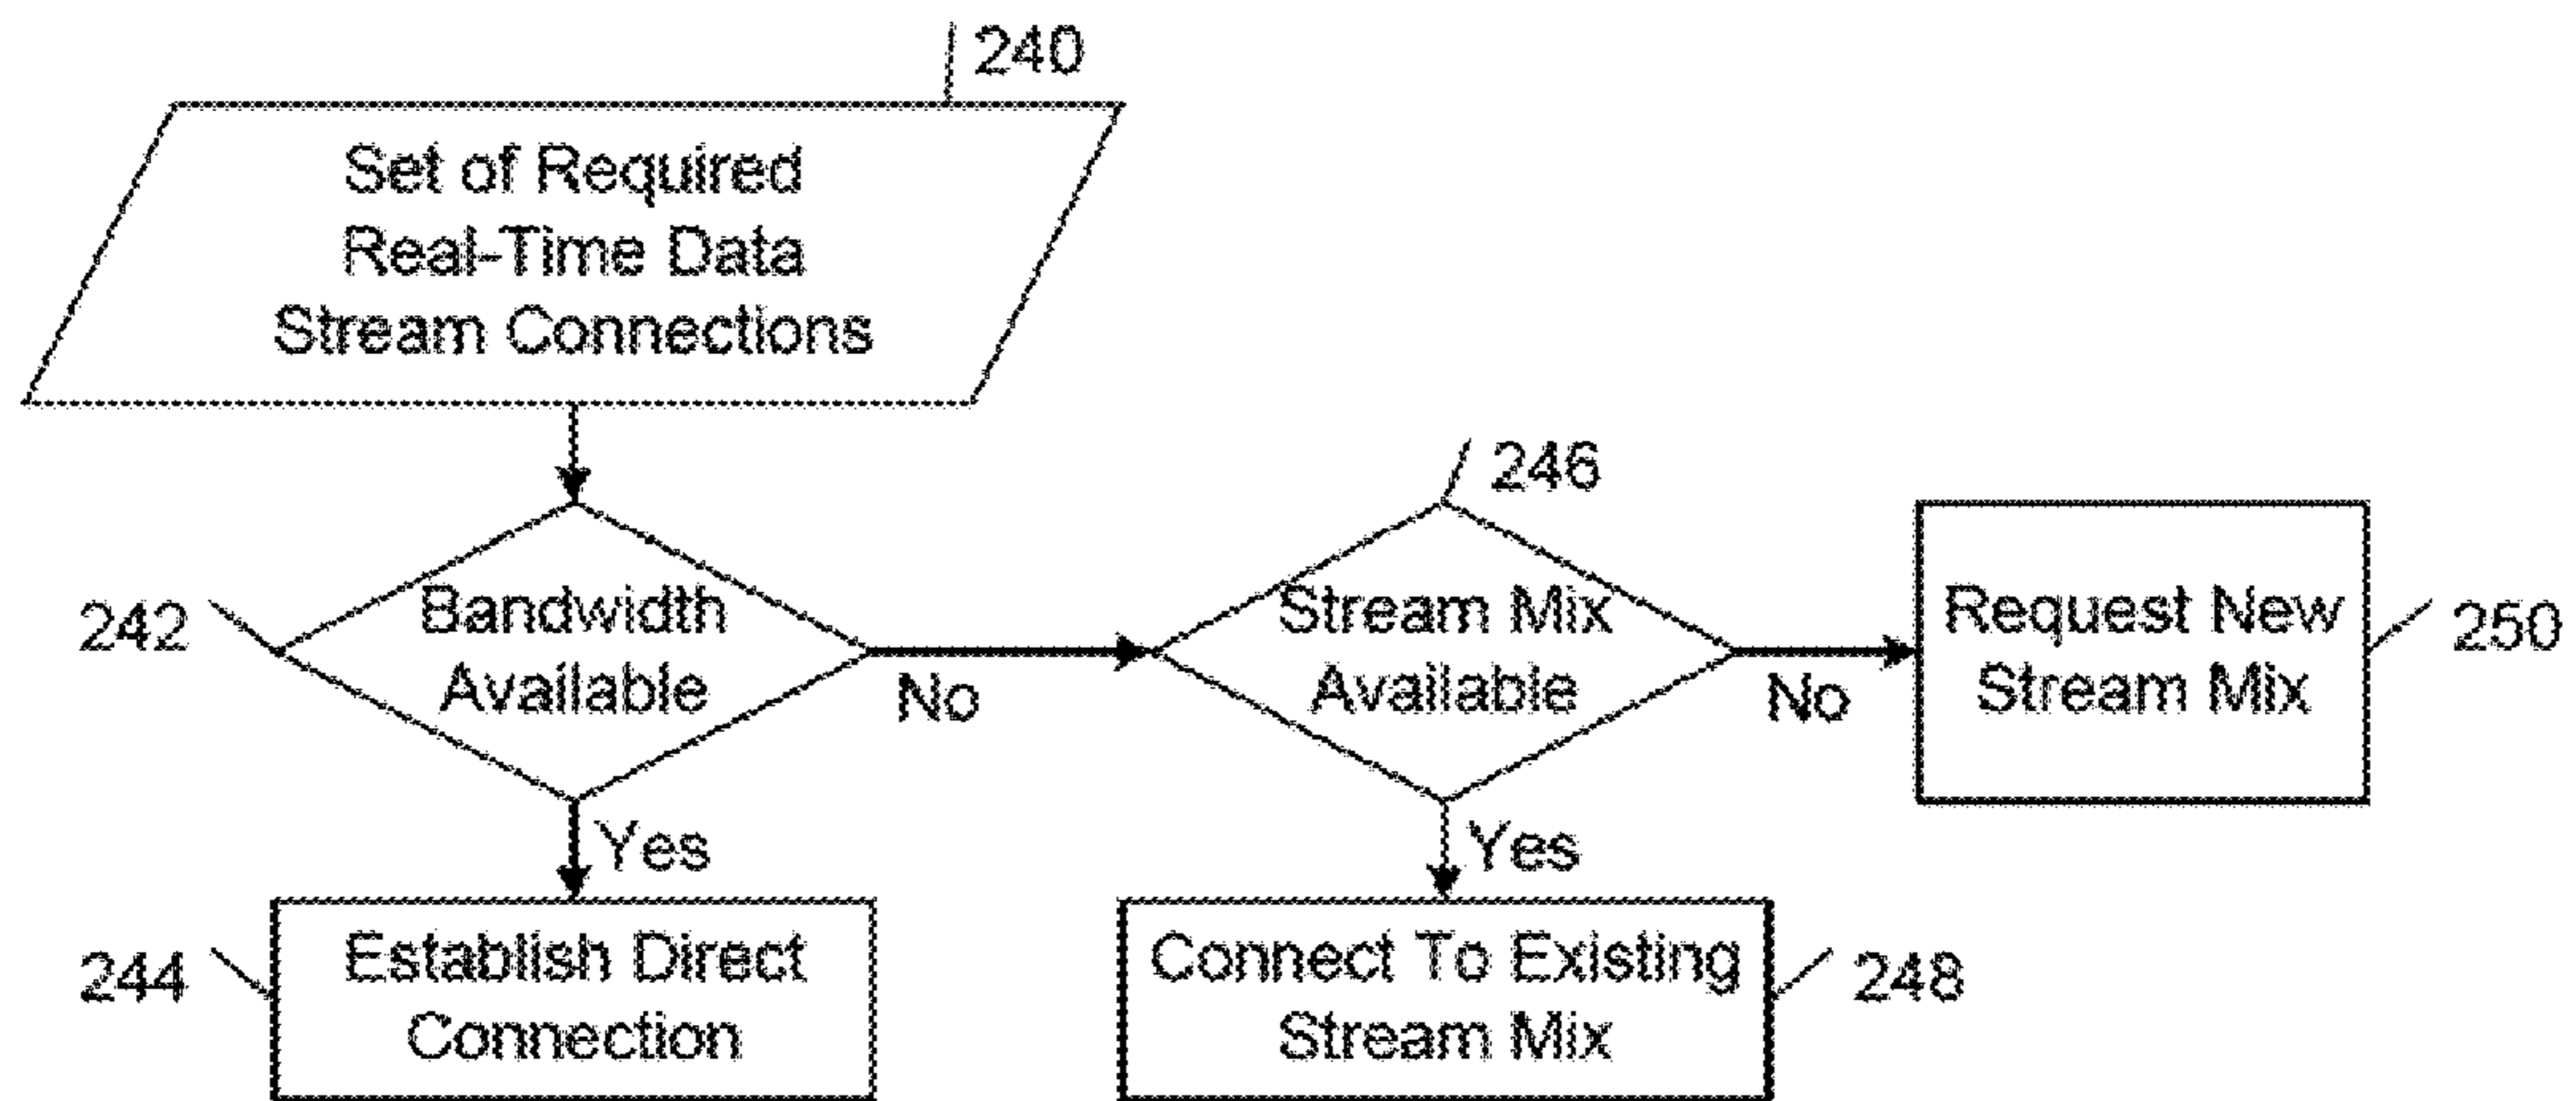 240
Set of Required
Real-Time Data
Stream Connections
242
Bandwidth
Available
No
Yes
244
Establish Direct
Connection
246
Stream Mix
Available
No
Yes
Connect To Existing
Stream Mix
248
Request New
Stream Mix
250